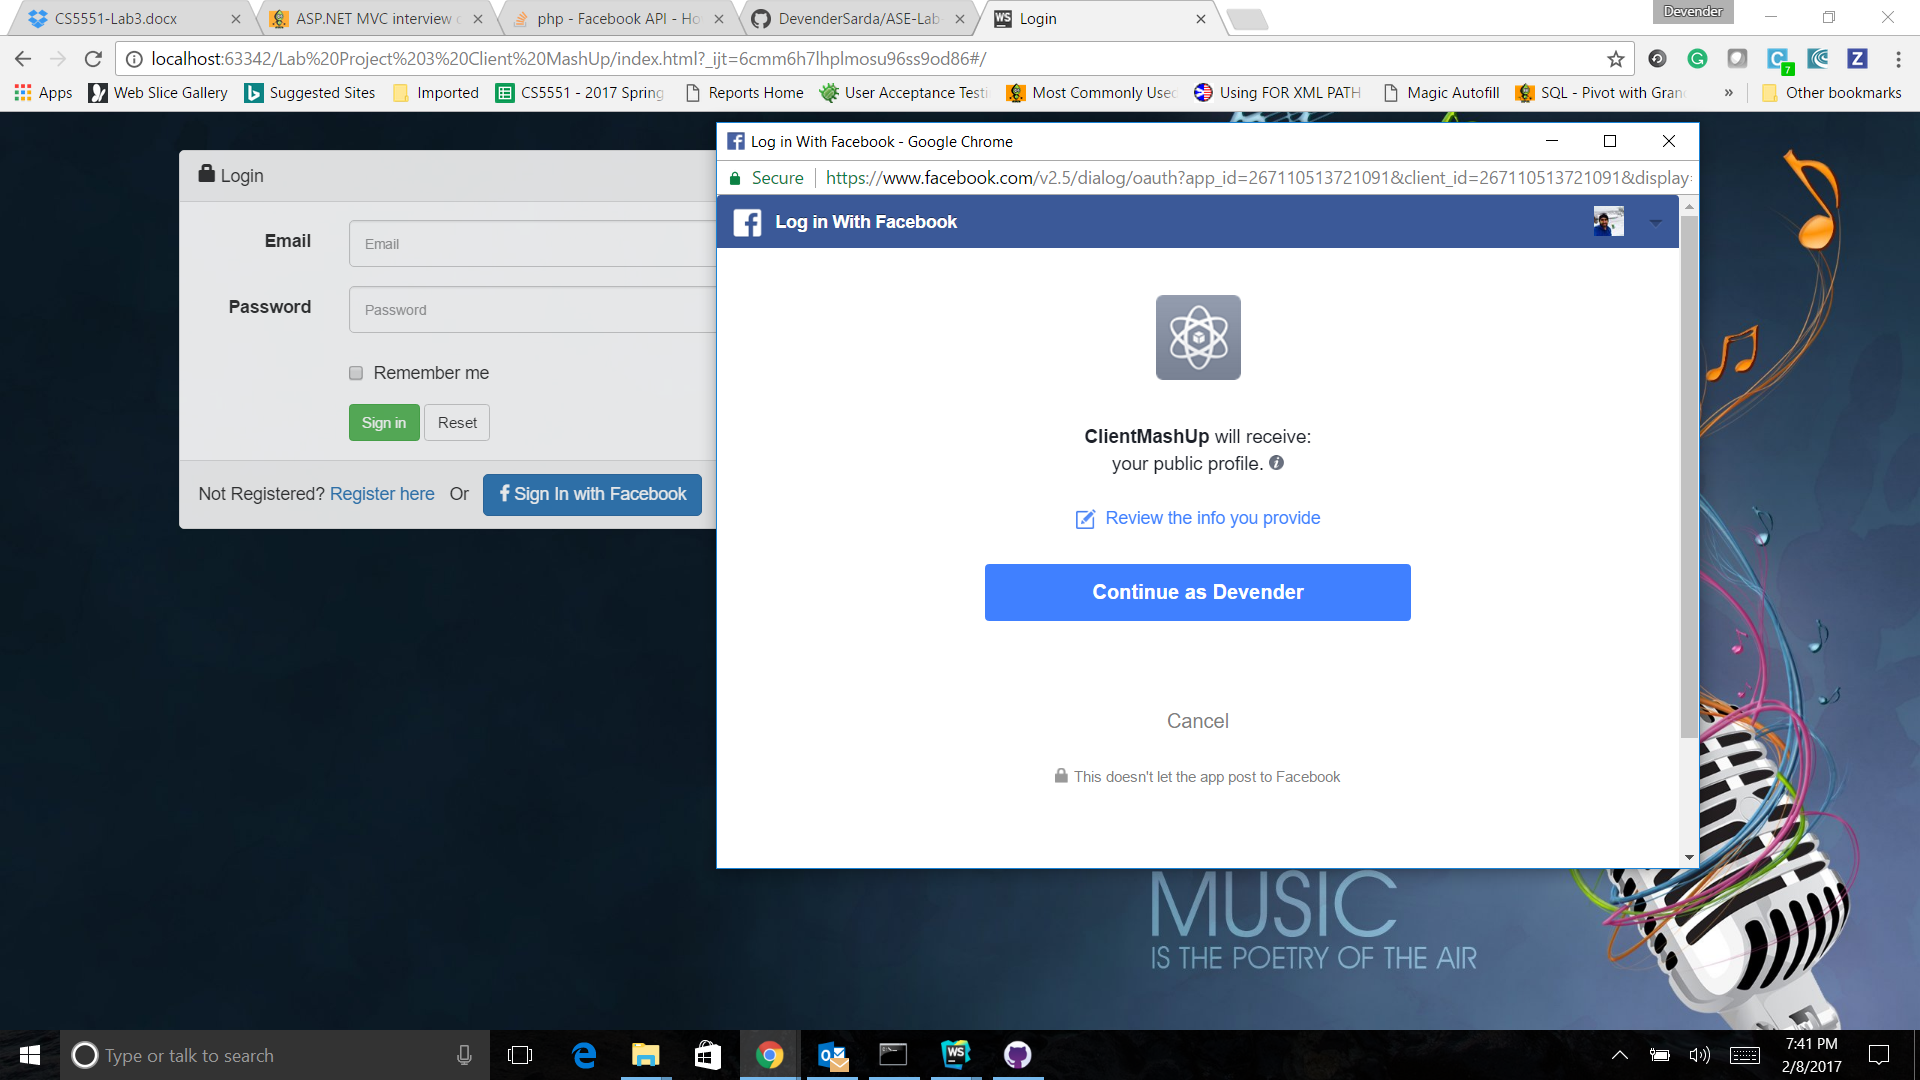 CS5551-Lab3.docx
ASP.NET MVC interview
php - Facebook API - Ho
DevenderSarda/ASE-Lab
WS Login
Devender
localhost:63342/Lab%20Project%203%20Client%20MashUp/index.html?_ijt=6cmm6h7lhplmosu96ss9od86#/
7
Apps
Web Slice Gallery
Suggested Sites
Imported
CS5551 - 2017 Spring
Reports Home
User Acceptance Testi
Most Commonly Used
Using FOR XML PATH
Magic Autofill
SQL - Pivot with Gran
»
Other bookmarks
Login
Email
Email
Password
Password
Remember me
Sign in
Reset
Not Registered? Register here Or
Sign In with Facebook
Log in With Facebook - Google Chrome
Secure
https://www.facebook.com/v2.5/dialog/oauth?app_id=267110513721091&client_id=267110513721091&display=
Log in With Facebook
ClientMashUp will receive:
your public profile.
Review the info you provide
Continue as Devender
Cancel
This doesn't let the app post to Facebook
MUSIC
IS THE POETRY OF THE AIR
Type or talk to search
WS
7:41 PM
2/8/2017